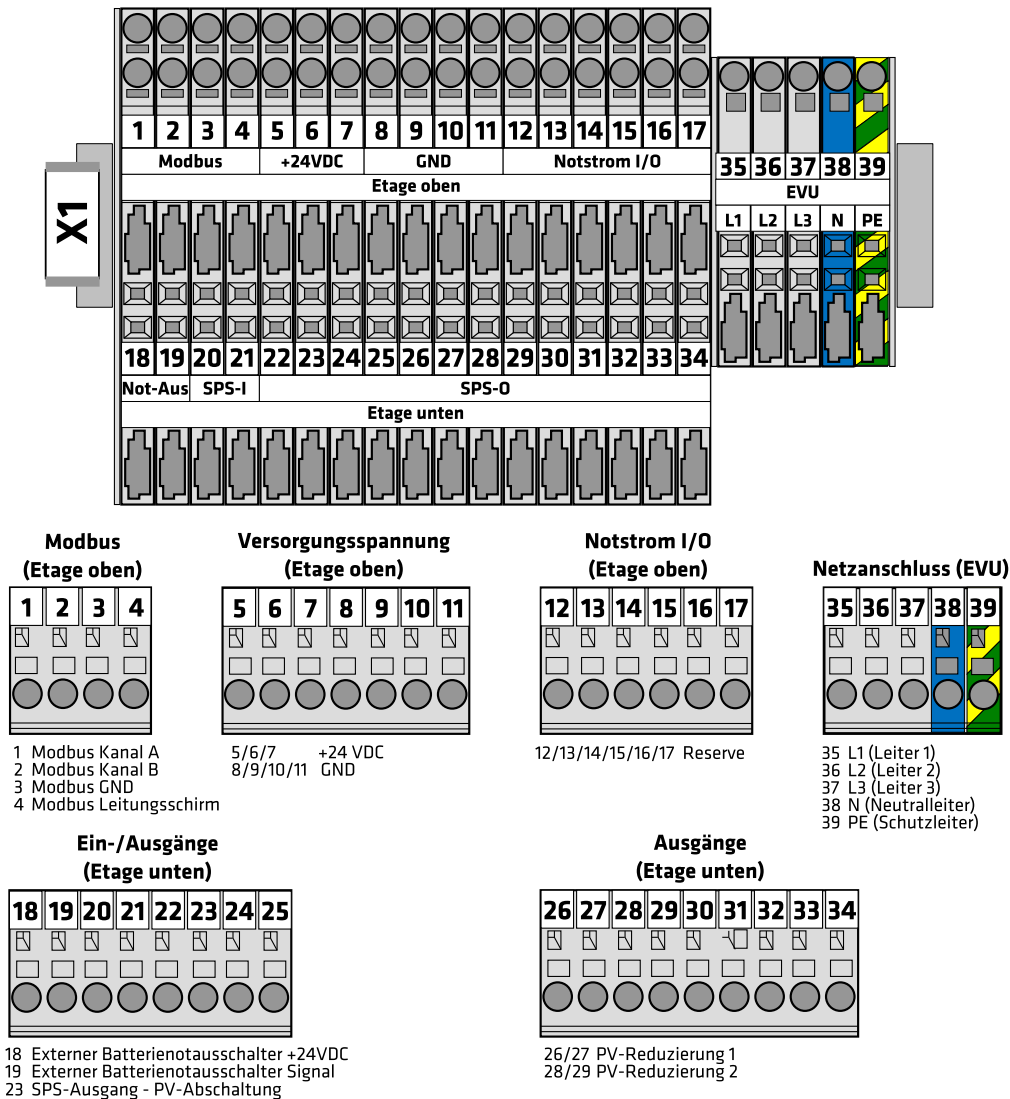 1 2 3 4 5 6 7 8 9 10 11 12 13 14 15 16 17
Modbus +24VDC GND Notstrom I/O
Etage oben
X1
35 36 37 38 39
EVU
L1 L2 L3 N PE
18 19 20 21 22 23 24 25 26 27 28 29 30 31 32 33 34
Not-Aus SPS-I SPS-O
Etage unten
Modbus
(Etage oben)
1 2 3 4
1 Modbus Kanal A
2 Modbus Kanal B
3 Modbus GND
4 Modbus Leitungsschirm
Versorgungsspannung
(Etage oben)
5 6 7 8 9 10 11
5/6/7 +24 VDC
8/9/10/11 GND
Notstrom I/O
(Etage oben)
12 13 14 15 16 17
12/13/14/15/16/17 Reserve
Netzanschluss (EVU)
35 36 37 38 39
35 L1 (Leiter 1)
36 L2 (Leiter 2)
37 L3 (Leiter 3)
38 N (Neutralleiter)
39 PE (Schutzleiter)
Ein-/Ausgänge
(Etage unten)
18 19 20 21 22 23 24 25
18 Externer Batterienotausschalter +24VDC
19 Externer Batterienotausschalter Signal
23 SPS-Ausgang - PV-Abschaltung
Ausgänge
(Etage unten)
26 27 28 29 30 31 32 33 34
26/27 PV-Reduzierung 1
28/29 PV-Reduzierung 2